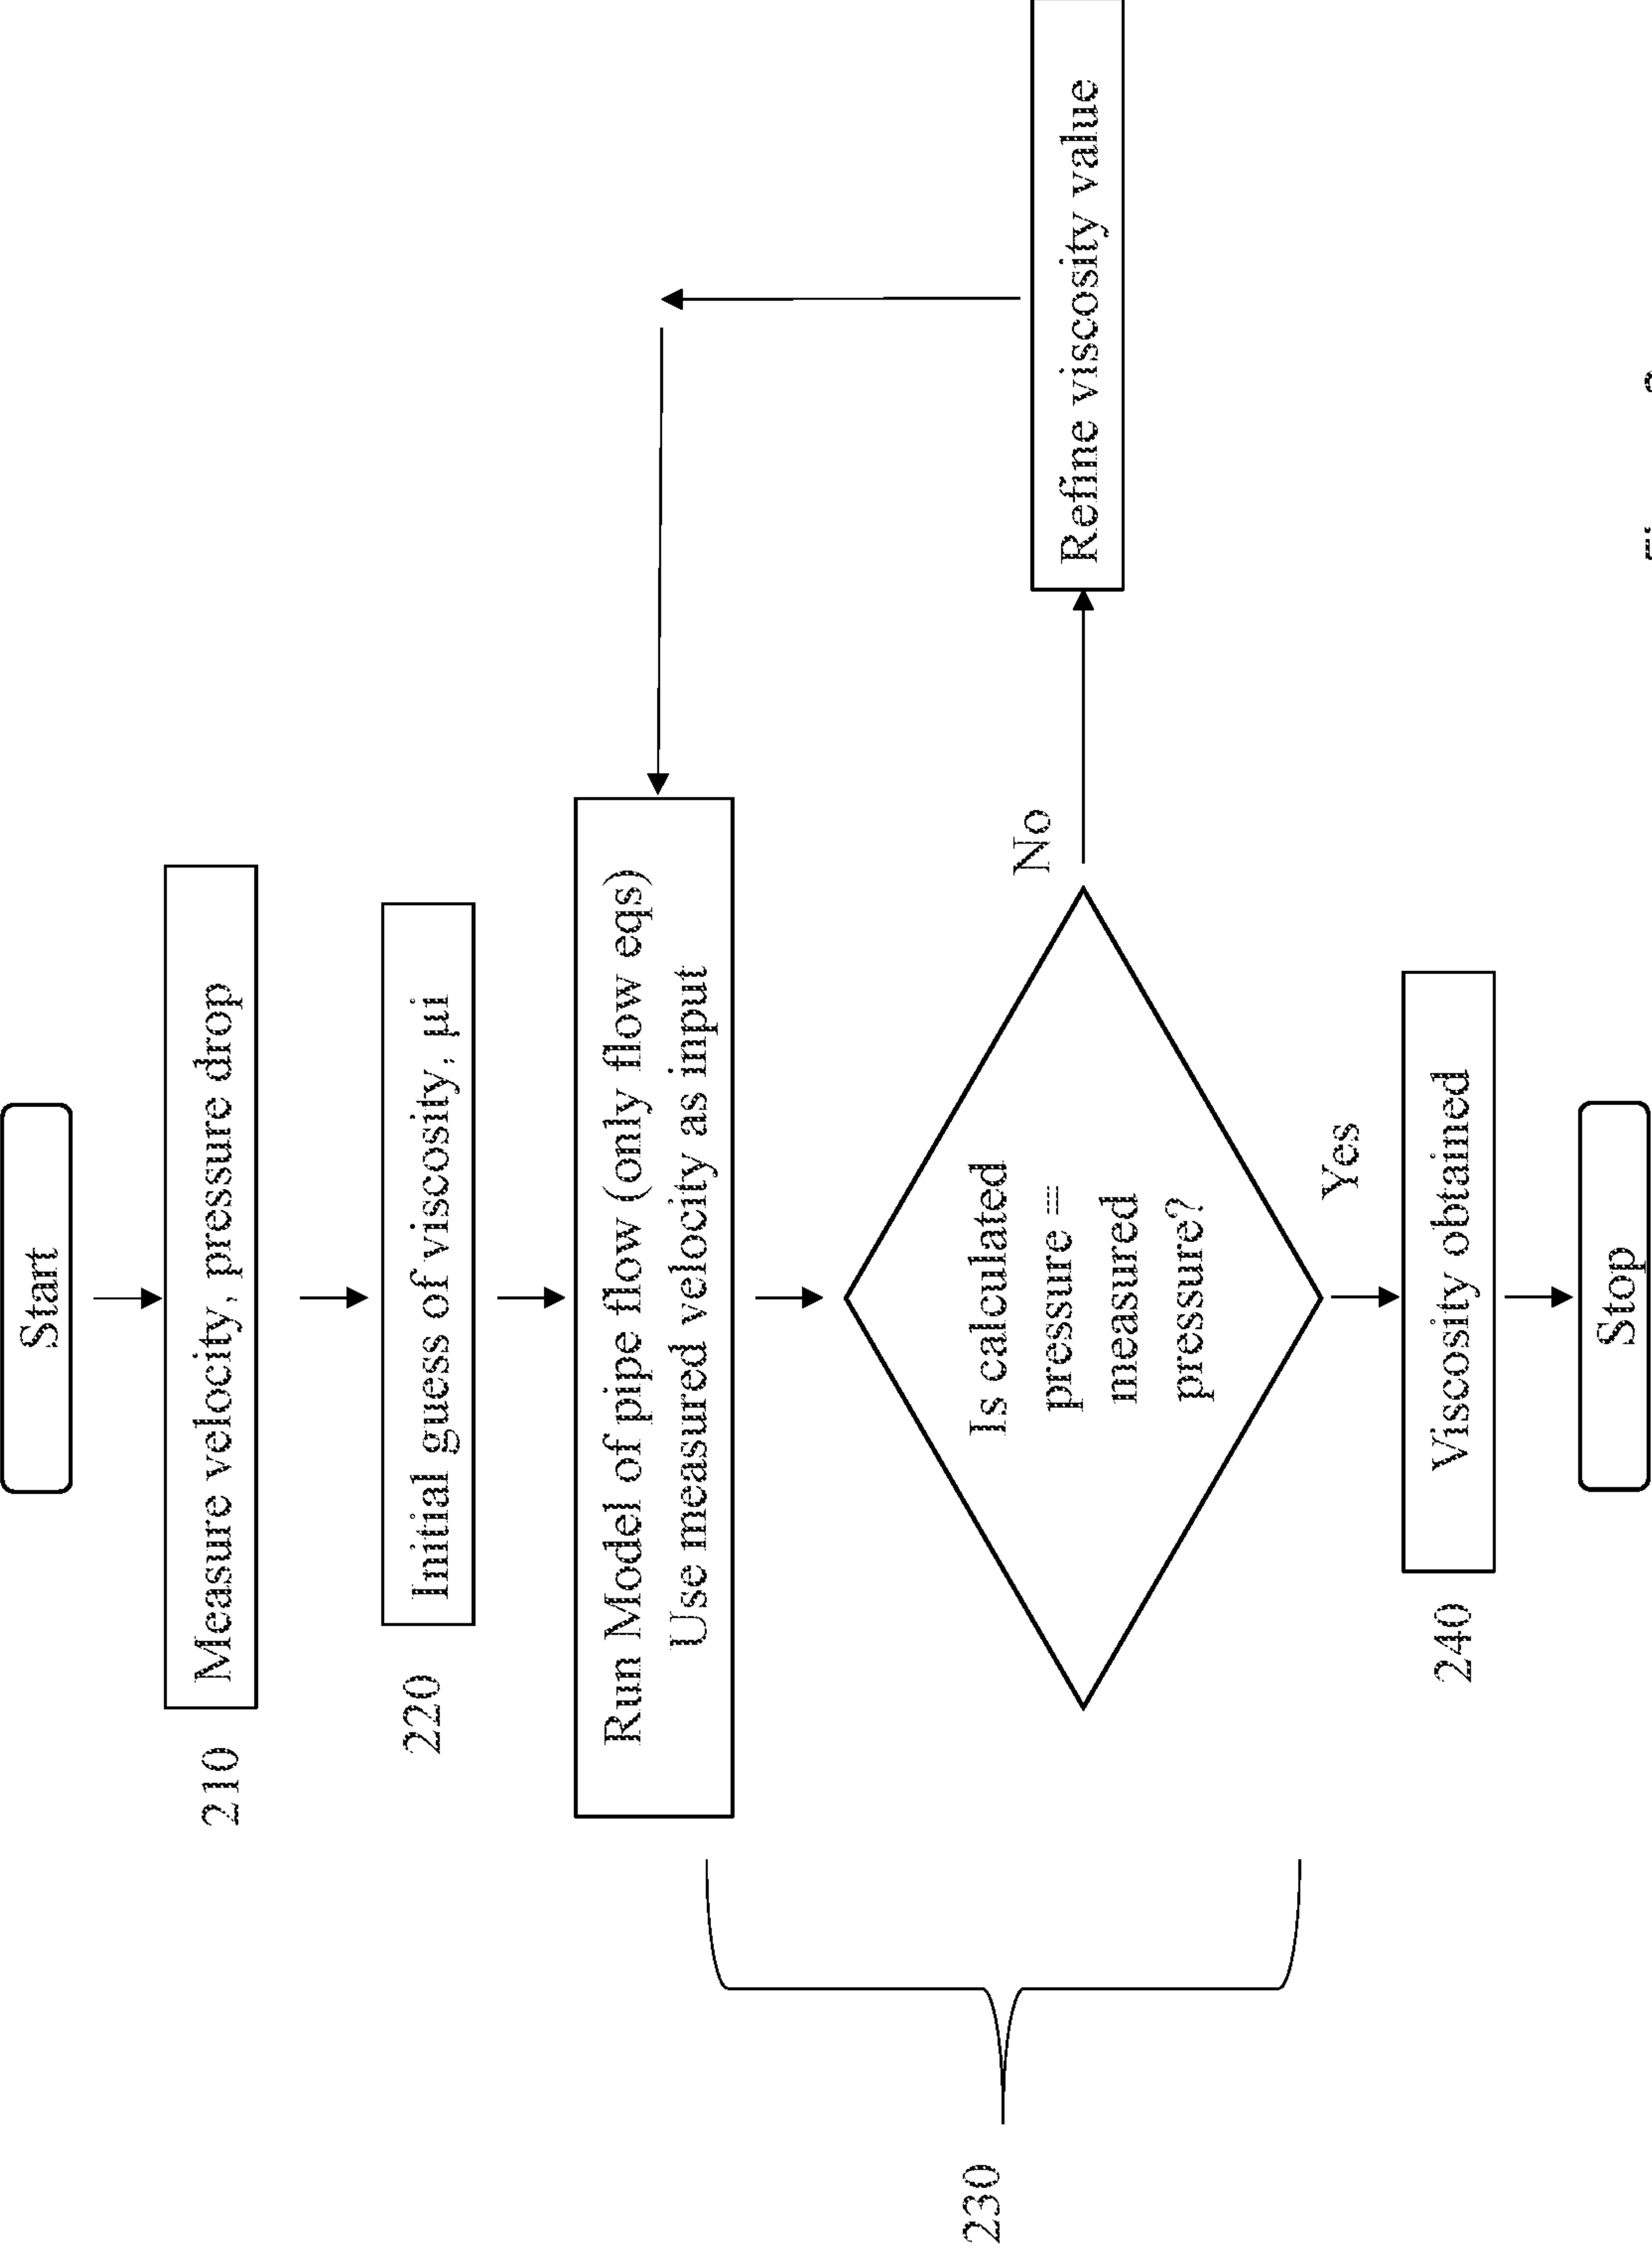 Start
210
Measure velocity, pressure drop
220
Initial guess of viscosity, µi
Run Model of pipe flow (only flow eqs)
Use measured velocity as input
230
Is calculated
pressure =
measured
pressure?
No
Refine viscosity value
Yes
240
Viscosity obtained
Stop